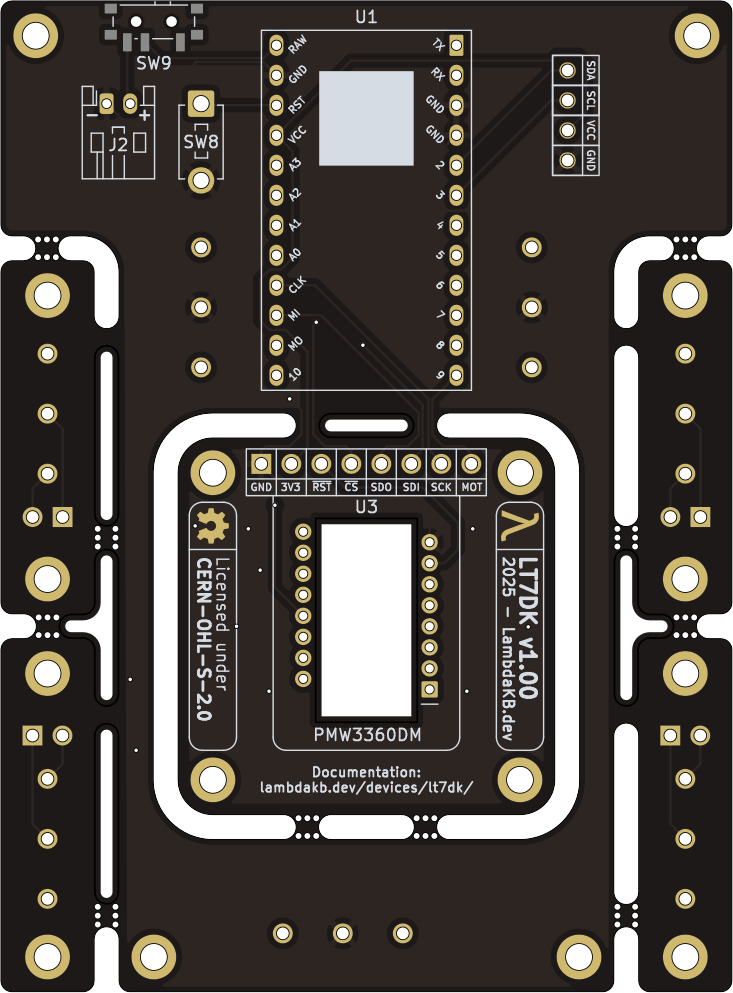 U1
SW9
RAW
GND
RST
VCC
A3
A2
A1
A0
CLK
MI
MO
10
TX
RX
GND
GND
2
3
4
5
6
7
8
9
SDA
SCL
VCC
GND
- +
J2
SW8
GND 3V3 RST CS SDO SDI SCK MOT
U3
Licensed under
CERN-OHL-S-2.0
λ
LT7DK v1.00
2025 - LambdaKB.dev
PMW3360DM
Documentation:
lambdakb.dev/devices/lt7dk/